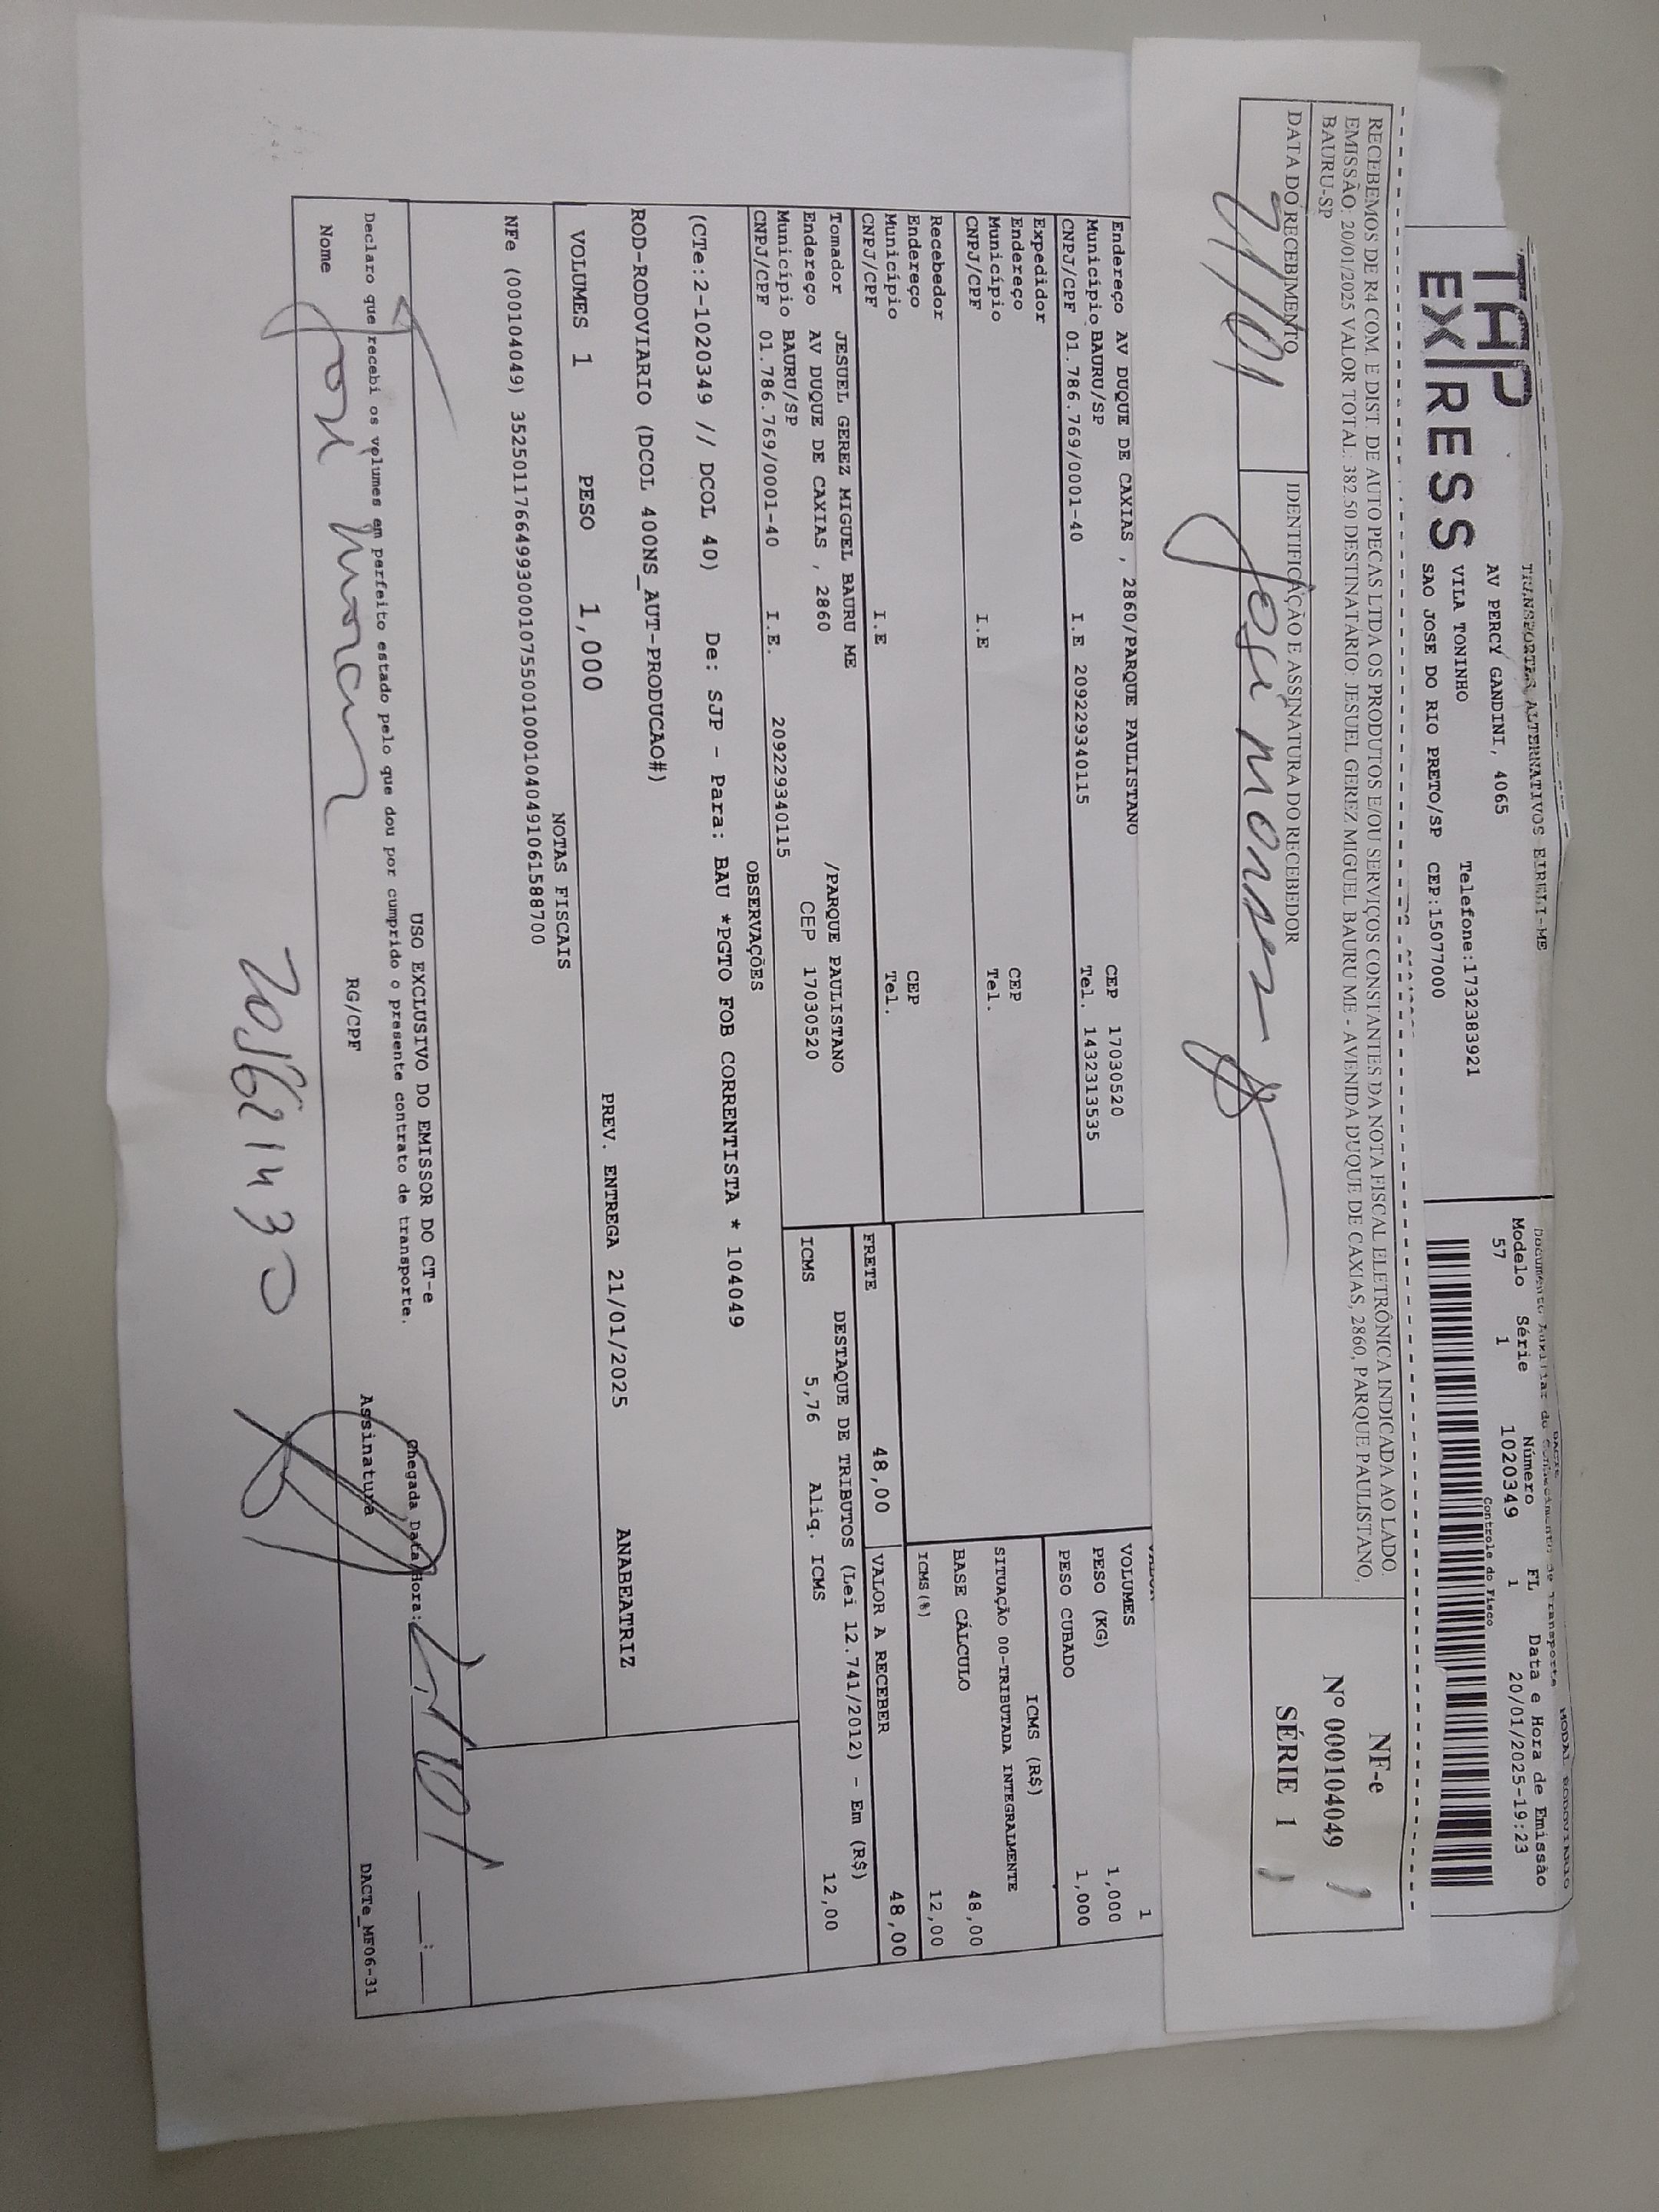 TRANSPORTES ALTERNATIVOS EIRELI-ME
EXPRESS
AV PERCY GANDINI, 4065
VILA TONINHO Telefone:1732383921
SAO JOSE DO RIO PRETO/SP CEP:15077000
MODAL RODOVIARIO
DACTE
Documento Auxiliar do Conhecimento de Transporte
Modelo Série Número FL Data e Hora de Emissão
57 1 1020349 1 20/01/2025-19:23
Controle do Fisco
RECEBEMOS DE R4 COM. E DIST. DE AUTO PECAS LTDA OS PRODUTOS E/OU SERVIÇOS CONSTANTES DA NOTA FISCAL ELETRÔNICA INDICADA AO LADO.
EMISSÃO: 20/01/2025 VALOR TOTAL: 382.50 DESTINATÁRIO: JESUEL GEREZ MIGUEL BAURU ME - AVENIDA DUQUE DE CAXIAS, 2860, PARQUE PAULISTANO,
BAURU-SP
DATA DO RECEBIMENTO
IDENTIFICAÇÃO E ASSINATURA DO RECEBEDOR
NF-e
Nº 000104049
SÉRIE 1
Endereço AV DUQUE DE CAXIAS , 2860/PARQUE PAULISTANO CEP 17030520
Município BAURU/SP Tel. 1432313535
CNPJ/CPF 01.786.769/0001-40 I.E 209229340115
Expedidor
Endereço CEP
Município Tel.
CNPJ/CPF I.E
Recebedor
Endereço CEP
Município Tel.
CNPJ/CPF I.E
Tomador JESUEL GEREZ MIGUEL BAURU ME
Endereço AV DUQUE DE CAXIAS , 2860 /PARQUE PAULISTANO
Município BAURU/SP CEP 17030520
CNPJ/CPF 01.786.769/0001-40 I.E. 209229340115
VOLUMES 1
PESO (KG) 1,000
PESO CUBADO 1,000
ICMS (R$)
SITUAÇÃO 00-TRIBUTADA INTEGRALMENTE
BASE CÁLCULO 48,00
ICMS(%) 12,00
FRETE 48,00 VALOR A RECEBER 48,00
DESTAQUE DE TRIBUTOS (Lei 12.741/2012) - Em (R$)
ICMS 5,76 Aliq. ICMS 12,00
OBSERVAÇÕES
(CTe:2-1020349 // DCOL 40) De: SJP - Para: BAU *PGTO FOB CORRENTISTA * 104049
ROD-RODOVIARIO (DCOL 400NS_AUT-PRODUCAO#)
VOLUMES 1 PESO 1,000 PREV. ENTREGA 21/01/2025 ANABEATRIZ
NOTAS FISCAIS
NFe (000104049) 35250117664993000107550010001040491061588700
USO EXCLUSIVO DO EMISSOR DO CT-e
Declaro que recebi os volumes em perfeito estado pelo que dou por cumprido o presente contrato de transporte.
Chegada Data/Hora:
Nome RG/CPF Assinatura
DACTe_MF06-31